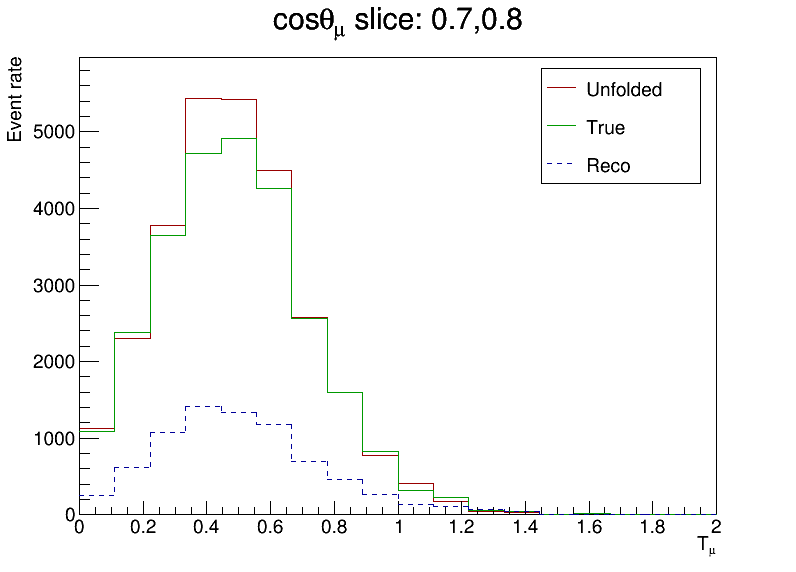 cosθμ slice: 0.7,0.8
Event rate
Unfolded
True
Reco
5000
4000
3000
2000
1000
0
0 0.2 0.4 0.6 0.8 1 1.2 1.4 1.6 1.8 2
Tμ